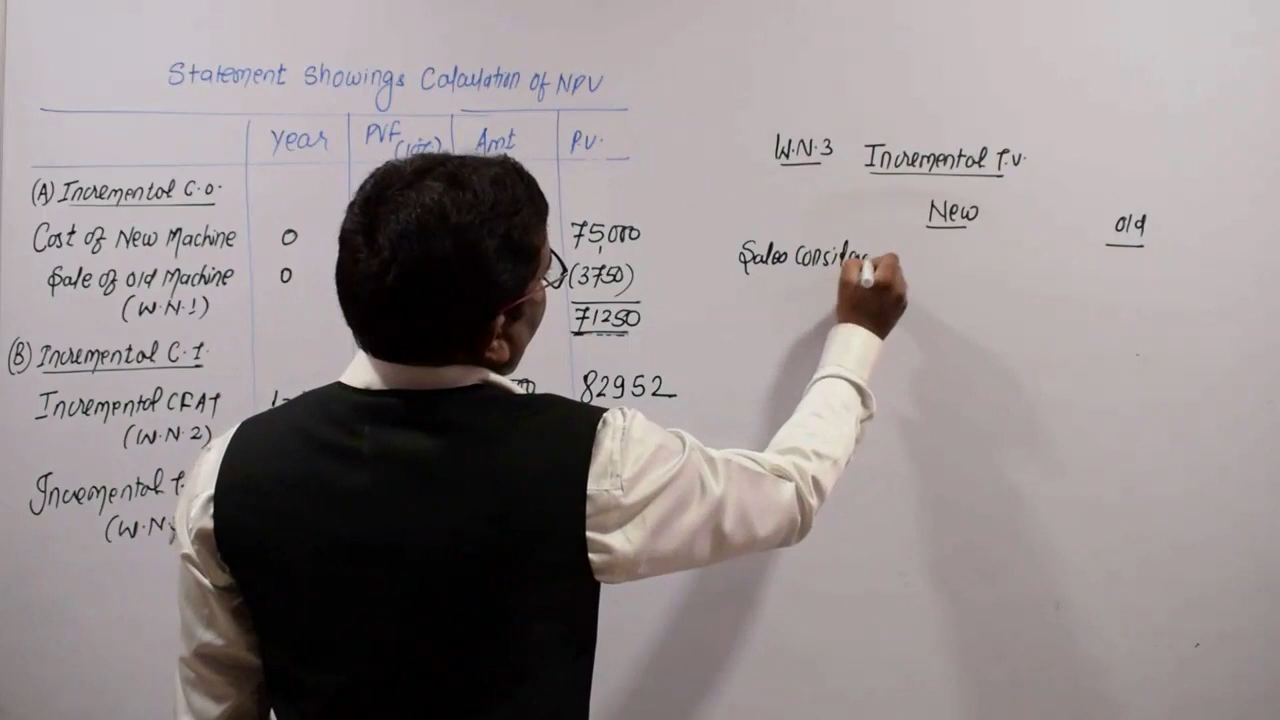 Statement Showings Calculation of NPV
Year PVF (10%) Amt P.V.
(A) Incremental C.O.
Cost of New Machine 0 75,000
Sale of Old Machine 0 (3750)
(W.N.1)
71250
(B) Incremental C.I.
Incremental CFAT 1- 82952
(W.N.2)
Incremental T.
(W.N.
W.N.3 Incremental T.V.
New Old
Sales Consider